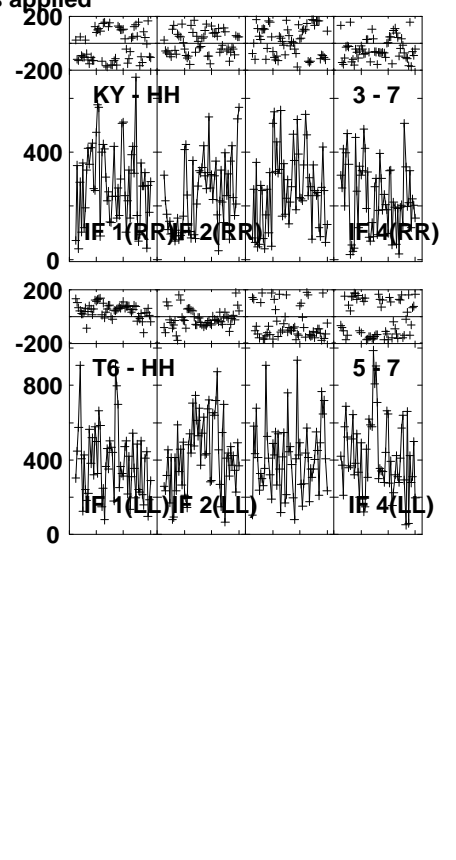 s applied
200
-200
KY - HH 3 - 7
400
IF 1(RR) IF 2(RR) IF 4(RR)
0
200
-200
T6 - HH 5 - 7
800
400
IF 1(LL) IF 2(LL) IF 4(LL)
0